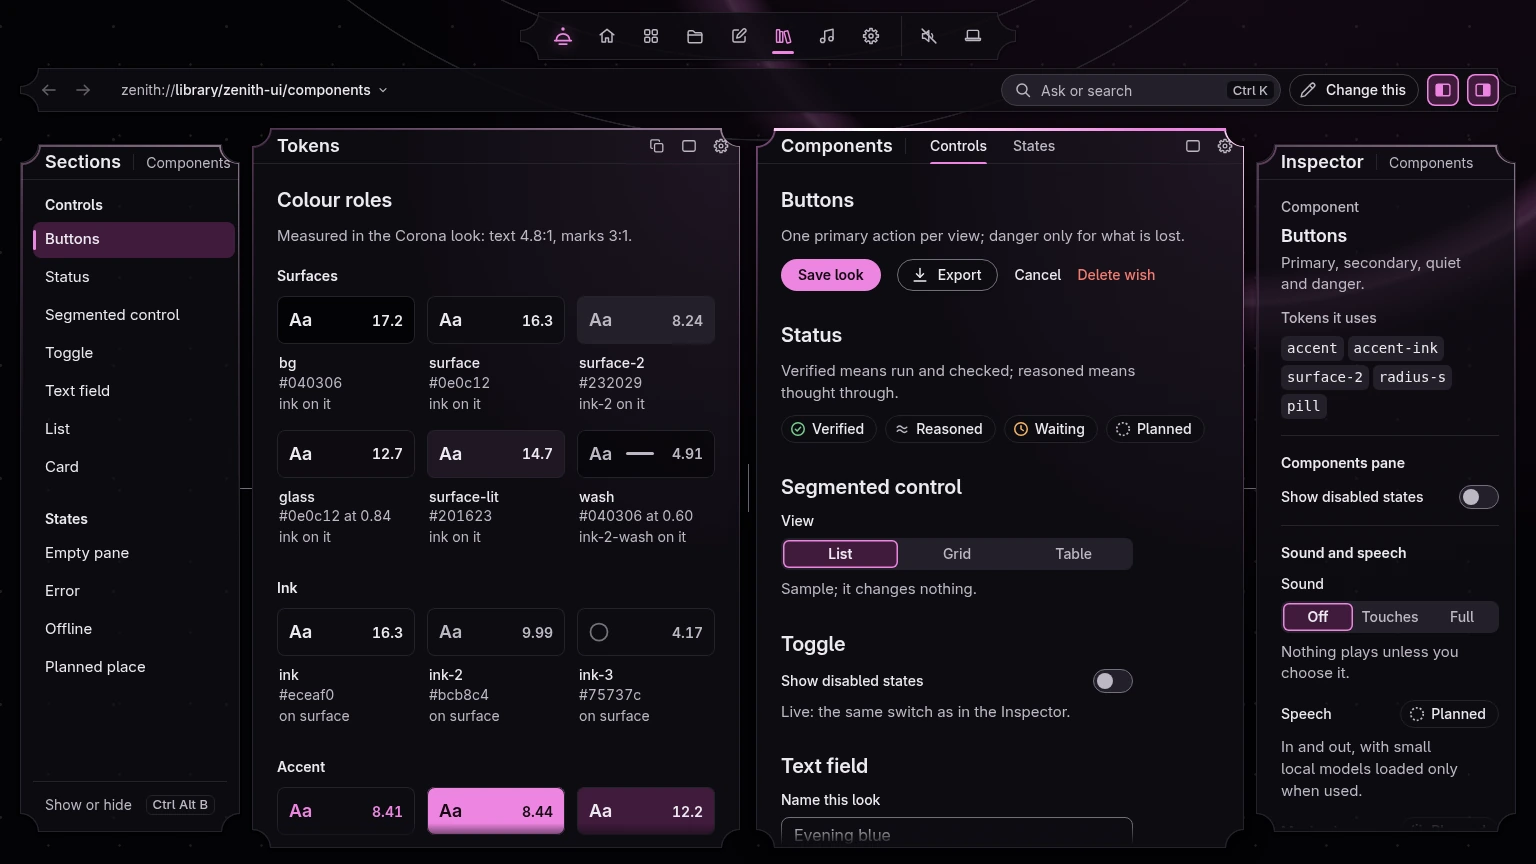 zenith://library/zenith-ui/components
Ask or search
Ctrl K
Change this
Sections
Components
Controls
Buttons
Status
Segmented control
Toggle
Text field
List
Card
States
Empty pane
Error
Offline
Planned place
Show or hide
Ctrl Alt B
Tokens
Colour roles
Measured in the Corona look: text 4.8:1, marks 3:1.
Surfaces
Aa 17.2
Aa 16.3
Aa 8.24
bg
#040306
ink on it
surface
#0e0c12
ink on it
surface-2
#232029
ink-2 on it
Aa 12.7
Aa 14.7
Aa 4.91
glass
#0e0c12 at 0.84
ink on it
surface-lit
#201623
ink on it
wash
#040306 at 0.60
ink-2-wash on it
Ink
Aa 16.3
Aa 9.99
4.17
ink
#eceaf0
on surface
ink-2
#bcb8c4
on surface
ink-3
#75737c
on surface
Accent
Aa 8.41
Aa 8.44
Aa 12.2
Components
Controls
States
Buttons
One primary action per view; danger only for what is lost.
Save look
Export
Cancel
Delete wish
Status
Verified means run and checked; reasoned means
thought through.
Verified
Reasoned
Waiting
Planned
Segmented control
View
List
Grid
Table
Sample; it changes nothing.
Toggle
Show disabled states
Live: the same switch as in the Inspector.
Text field
Name this look
Evening blue
Inspector
Components
Component
Buttons
Primary, secondary, quiet
and danger.
Tokens it uses
accent accent-ink
surface-2 radius-s
pill
Components pane
Show disabled states
Sound and speech
Sound
Off
Touches
Full
Nothing plays unless you
choose it.
Speech
Planned
In and out, with small
local models loaded only
when used.